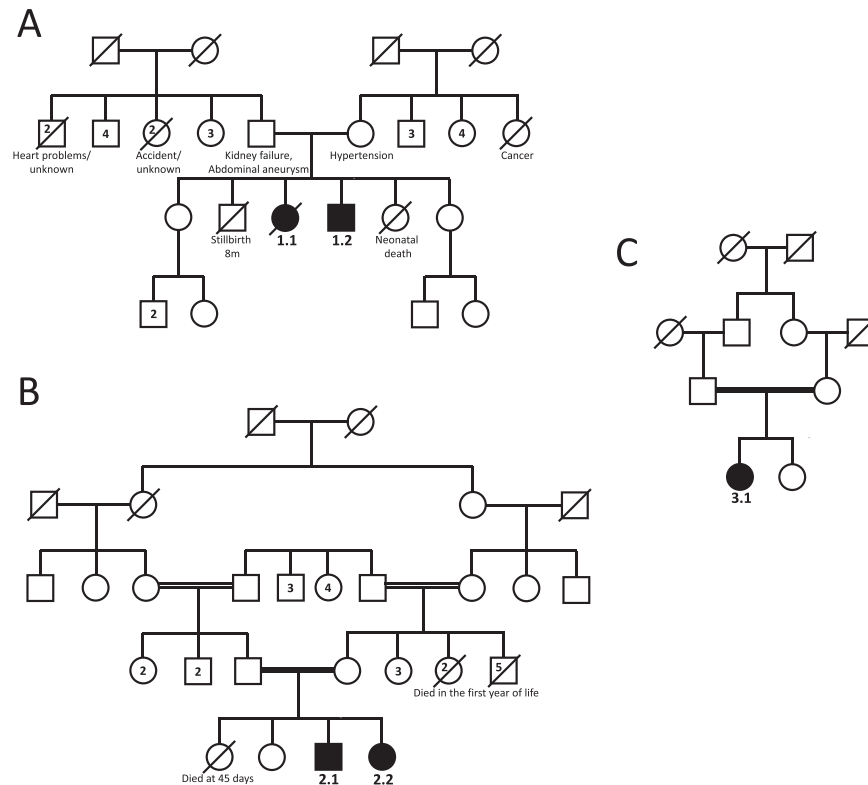 A
2
4
2
3
3
4
Heart problems/
unknown
Accident/
unknown
Kidney failure,
Abdominal aneurysm
Hypertension
Cancer
Stillbirth
8m
1.1
1.2
Neonatal
death
2
C
3.1
B
3
4
2
2
3
2
5
Died in the first year of life
Died at 45 days
2.1
2.2